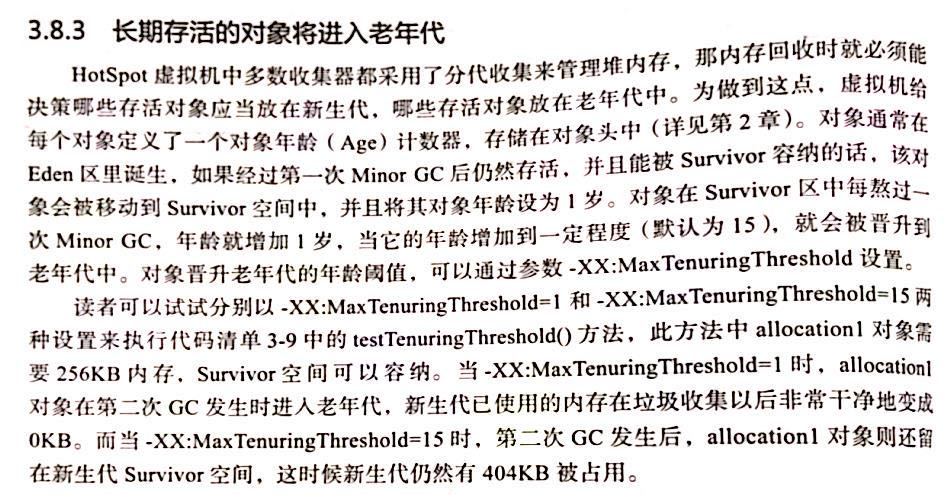 3.8.3 长期存活的对象将进入老年代
HotSpot 虚拟机中多数收集器都采用了分代收集来管理堆内存，那内存回收时就必须能
决策哪些存活对象应当放在新生代，哪些存活对象放在老年代中。为做到这点，虚拟机给
每个对象定义了一个对象年龄（Age）计数器，存储在对象头中（详见第 2 章）。对象通常在
Eden 区里诞生，如果经过第一次 Minor GC 后仍然存活，并且能被 Survivor 容纳的话，该对
象会被移动到 Survivor 空间中，并且将其对象年龄设为 1 岁。对象在 Survivor 区中每熬过一
次 Minor GC，年龄就增加 1 岁，当它的年龄增加到一定程度（默认为 15），就会被晋升到
老年代中。对象晋升老年代的年龄阈值，可以通过参数 -XX:MaxTenuringThreshold 设置。
读者可以试试分别以 -XX:MaxTenuringThreshold=1 和 -XX:MaxTenuringThreshold=15 两
种设置来执行代码清单 3-9 中的 testTenuringThreshold() 方法，此方法中 allocation1 对象需
要 256KB 内存，Survivor 空间可以容纳。当 -XX:MaxTenuringThreshold=1 时，allocation1
对象在第二次 GC 发生时进入老年代，新生代已使用的内存在垃圾收集以后非常干净地变成
0KB。而当 -XX:MaxTenuringThreshold=15 时，第二次 GC 发生后，allocation1 对象则还留
在新生代 Survivor 空间，这时候新生代仍然有 404KB 被占用。